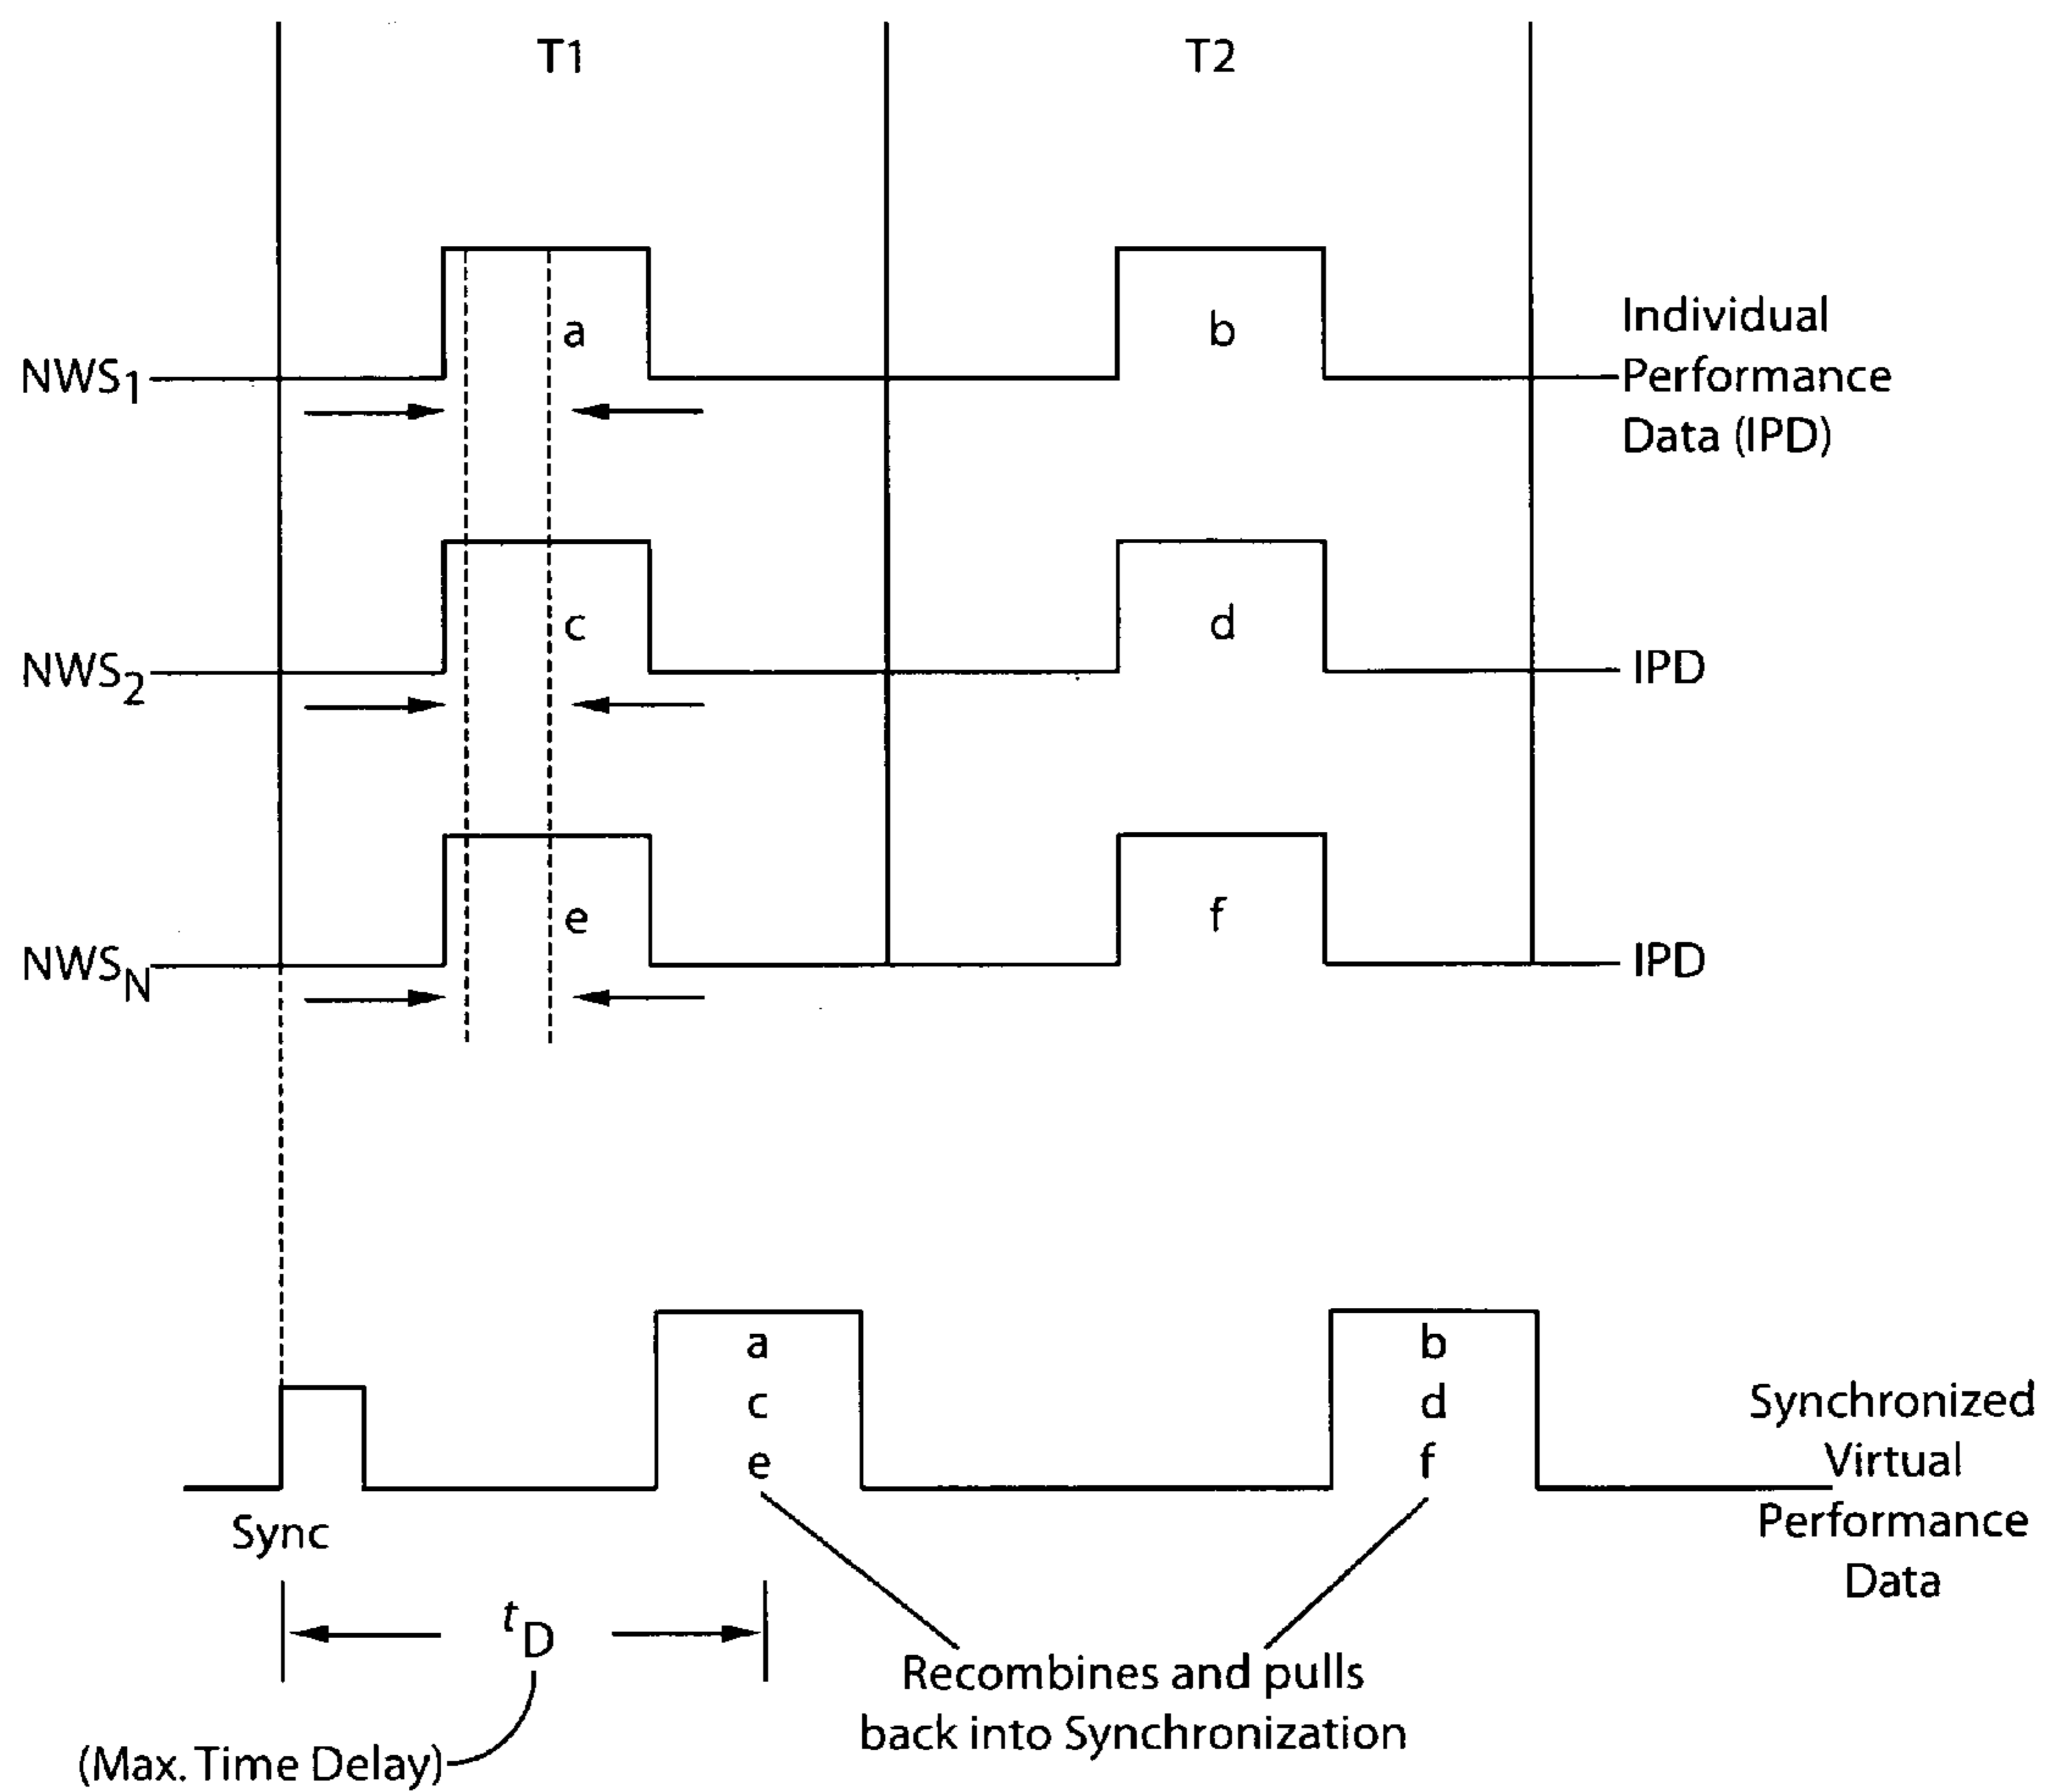 T1 T2
a b
Individual
NWS1 Performance
Data (IPD)
c d
NWS2 IPD
e f
NWSN IPD
a b
c d
e f
Synchronized
Virtual
Performance
Data
Sync
tD
(Max. Time Delay)
Recombines and pulls
back into Synchronization